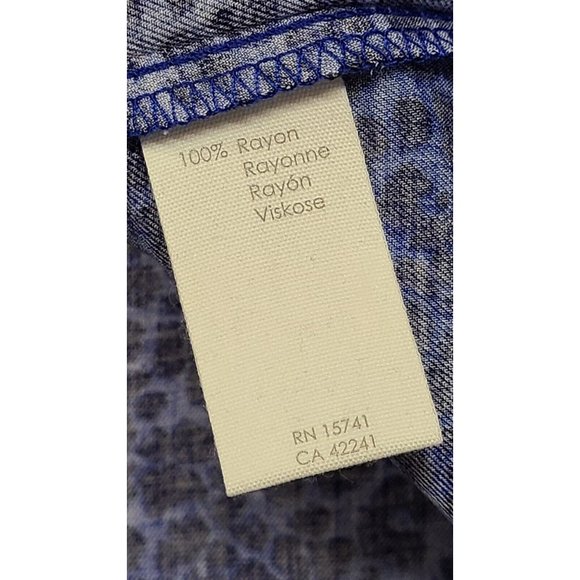 100% Rayon
Rayonne
Rayón
Viskose
RN 15741
CA 42241